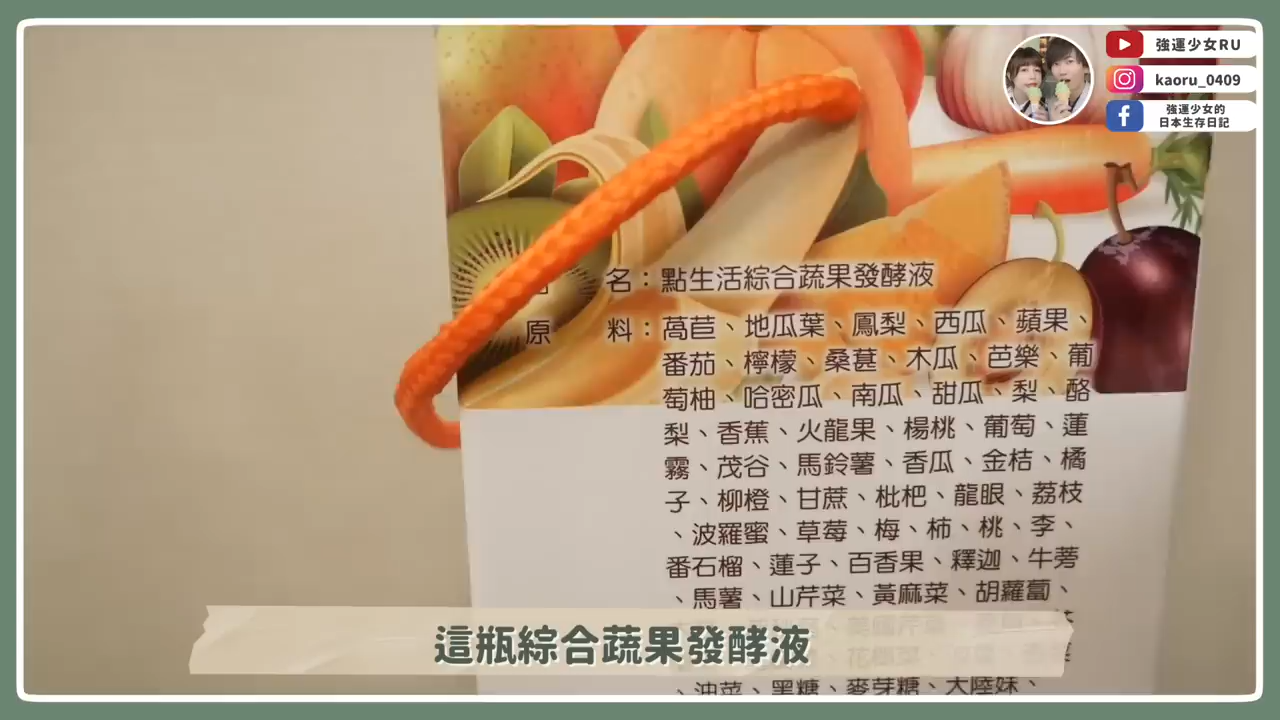 強運少女RU
kaoru_0409
強運少女的
日本生存日記
名：點生活綜合蔬果發酵液
原 料：萵苣、地瓜葉、鳳梨、西瓜、蘋果、
番茄、檸檬、桑葚、木瓜、芭樂、葡
萄柚、哈密瓜、南瓜、甜瓜、梨、酪
梨、香蕉、火龍果、楊桃、葡萄、蓮
霧、茂谷、馬鈴薯、香瓜、金桔、橘
子、柳橙、甘蔗、枇杷、龍眼、荔枝
、波羅蜜、草莓、梅、柿、桃、李、
番石榴、蓮子、百香果、釋迦、牛蒡
、馬薯、山芹菜、黃麻菜、胡蘿蔔、
、油菜、黑糖、麥芽糖、大陸妹、
這瓶綜合蔬果發酵液